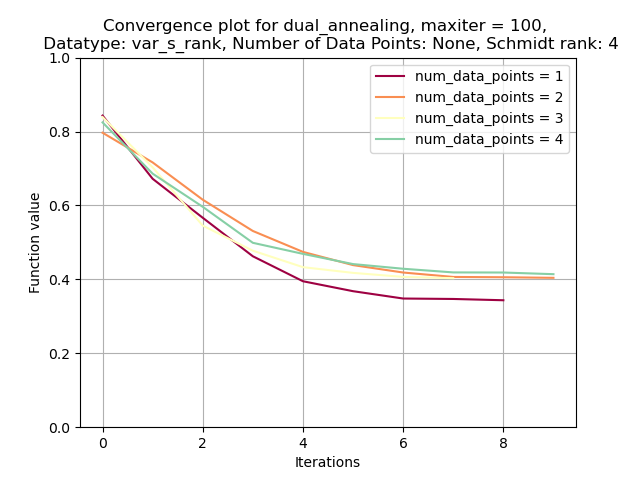 Convergence plot for dual_annealing, maxiter = 100,
Datatype: var_s_rank, Number of Data Points: None, Schmidt rank: 4
1.0
0.8
0.6
0.4
0.2
0.0
Function value
num_data_points = 1
num_data_points = 2
num_data_points = 3
num_data_points = 4
0 2 4 6 8
Iterations